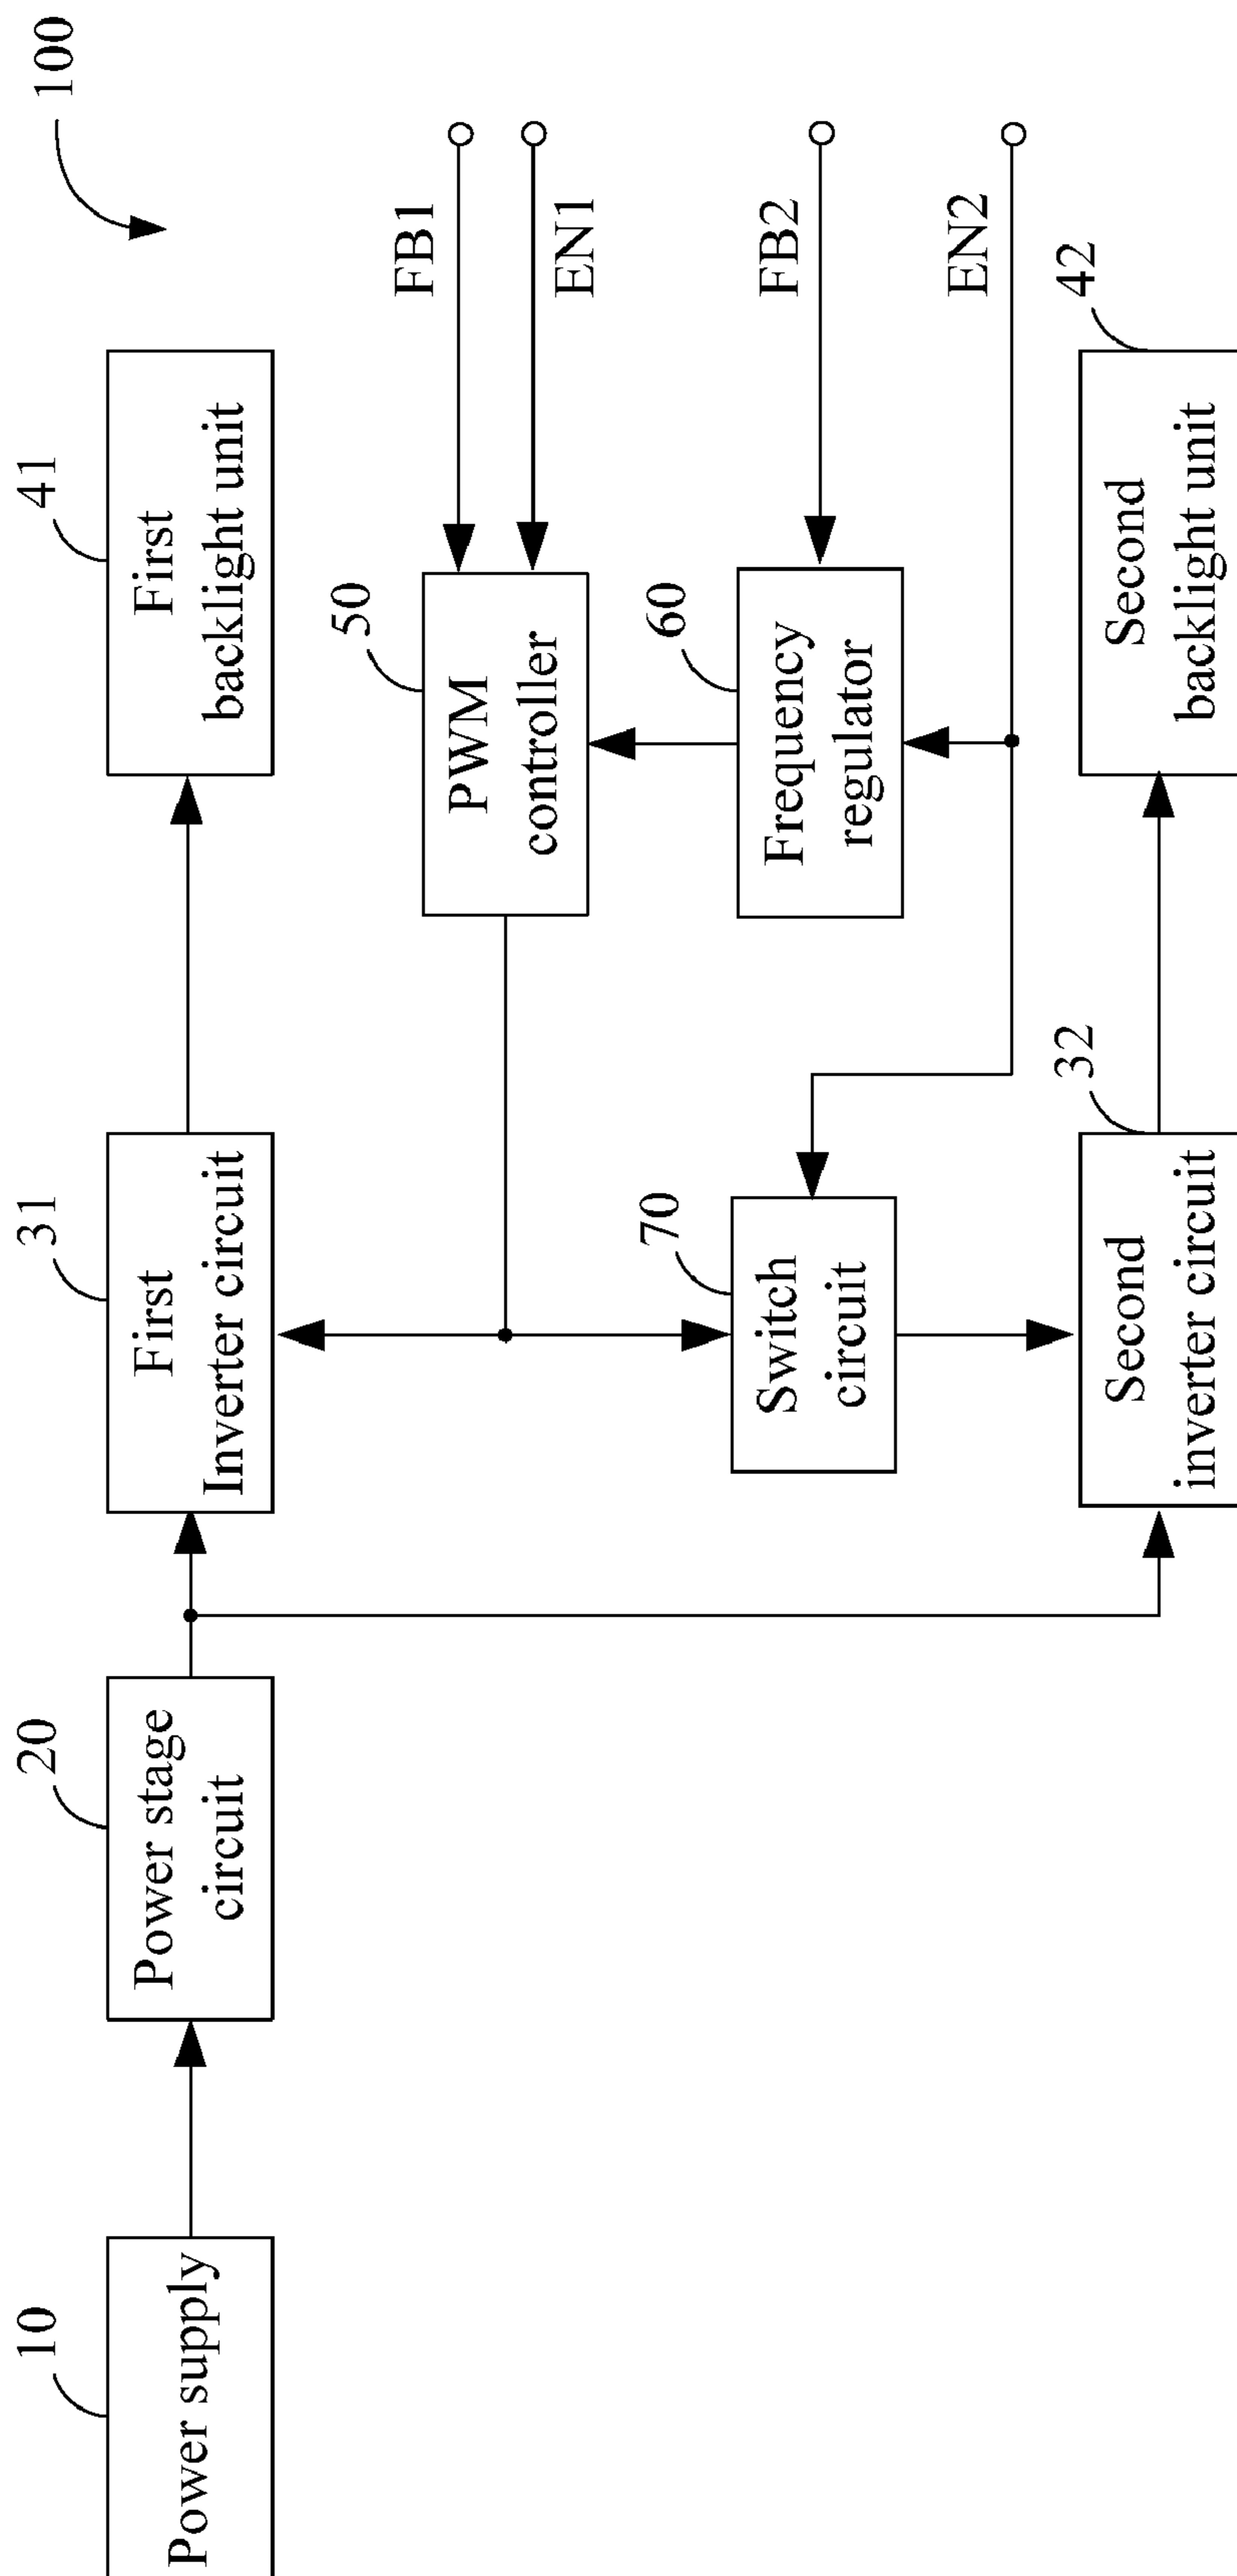 100
10
Power supply
20
Power stage
circuit
31
First
Inverter circuit
41
First
backlight unit
50
PWM
controller
FB1
EN1
60
Frequency
regulator
FB2
70
Switch
circuit
EN2
32
Second
inverter circuit
42
Second
backlight unit